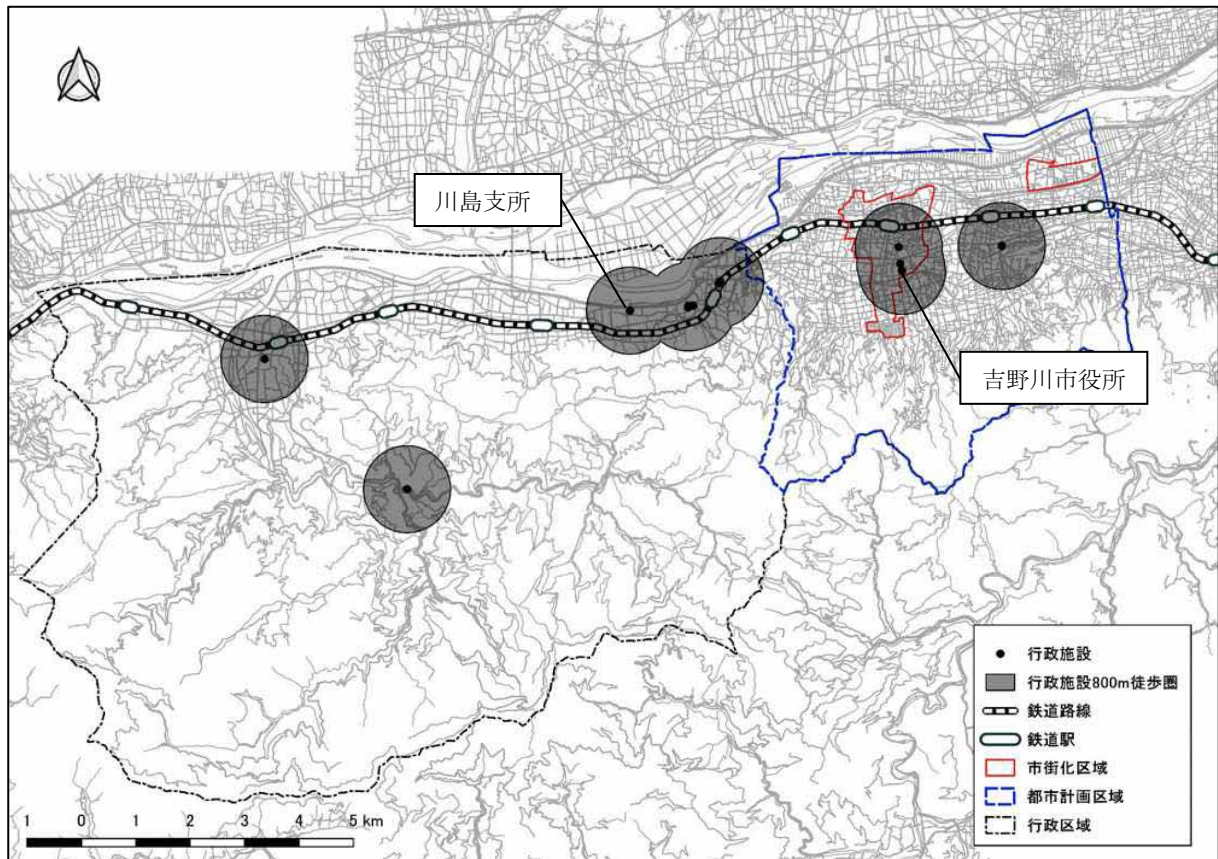 川島支所
吉野川市役所
行政施設
行政施設800m徒歩圏
鉄道路線
鉄道駅
市街化区域
都市計画区域
行政区域
1 0 1 2 3 4 5 km